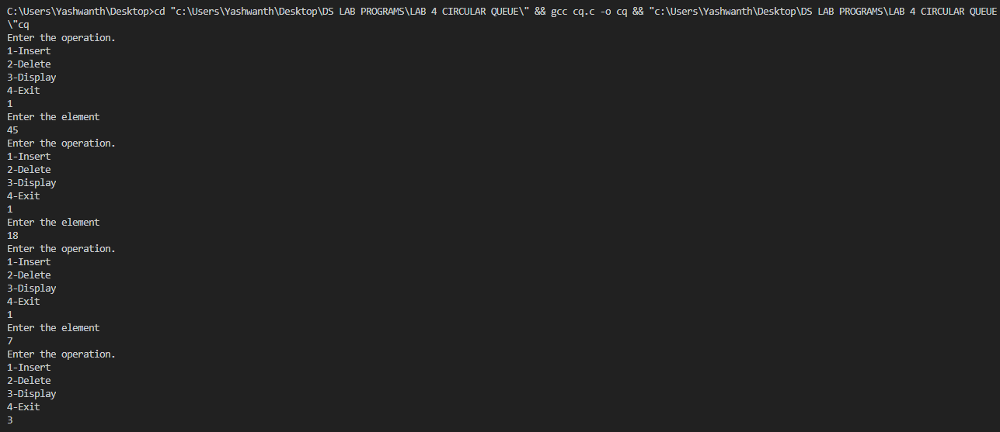 C:\Users\Yashwanth\Desktop>cd "c:\Users\Yashwanth\Desktop\DS LAB PROGRAMS\LAB 4 CIRCULAR QUEUE\" && gcc cq.c -o cq && "c:\Users\Yashwanth\Desktop\DS LAB PROGRAMS\LAB 4 CIRCULAR QUEUE
\"cq
Enter the operation.
1-Insert
2-Delete
3-Display
4-Exit
1
Enter the element
45
Enter the operation.
1-Insert
2-Delete
3-Display
4-Exit
1
Enter the element
18
Enter the operation.
1-Insert
2-Delete
3-Display
4-Exit
1
Enter the element
7
Enter the operation.
1-Insert
2-Delete
3-Display
4-Exit
3